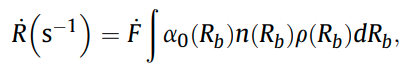 Ṙ(s⁻¹) = Ḟ ∫ α₀(R_b)n(R_b)ρ(R_b)dR_b,